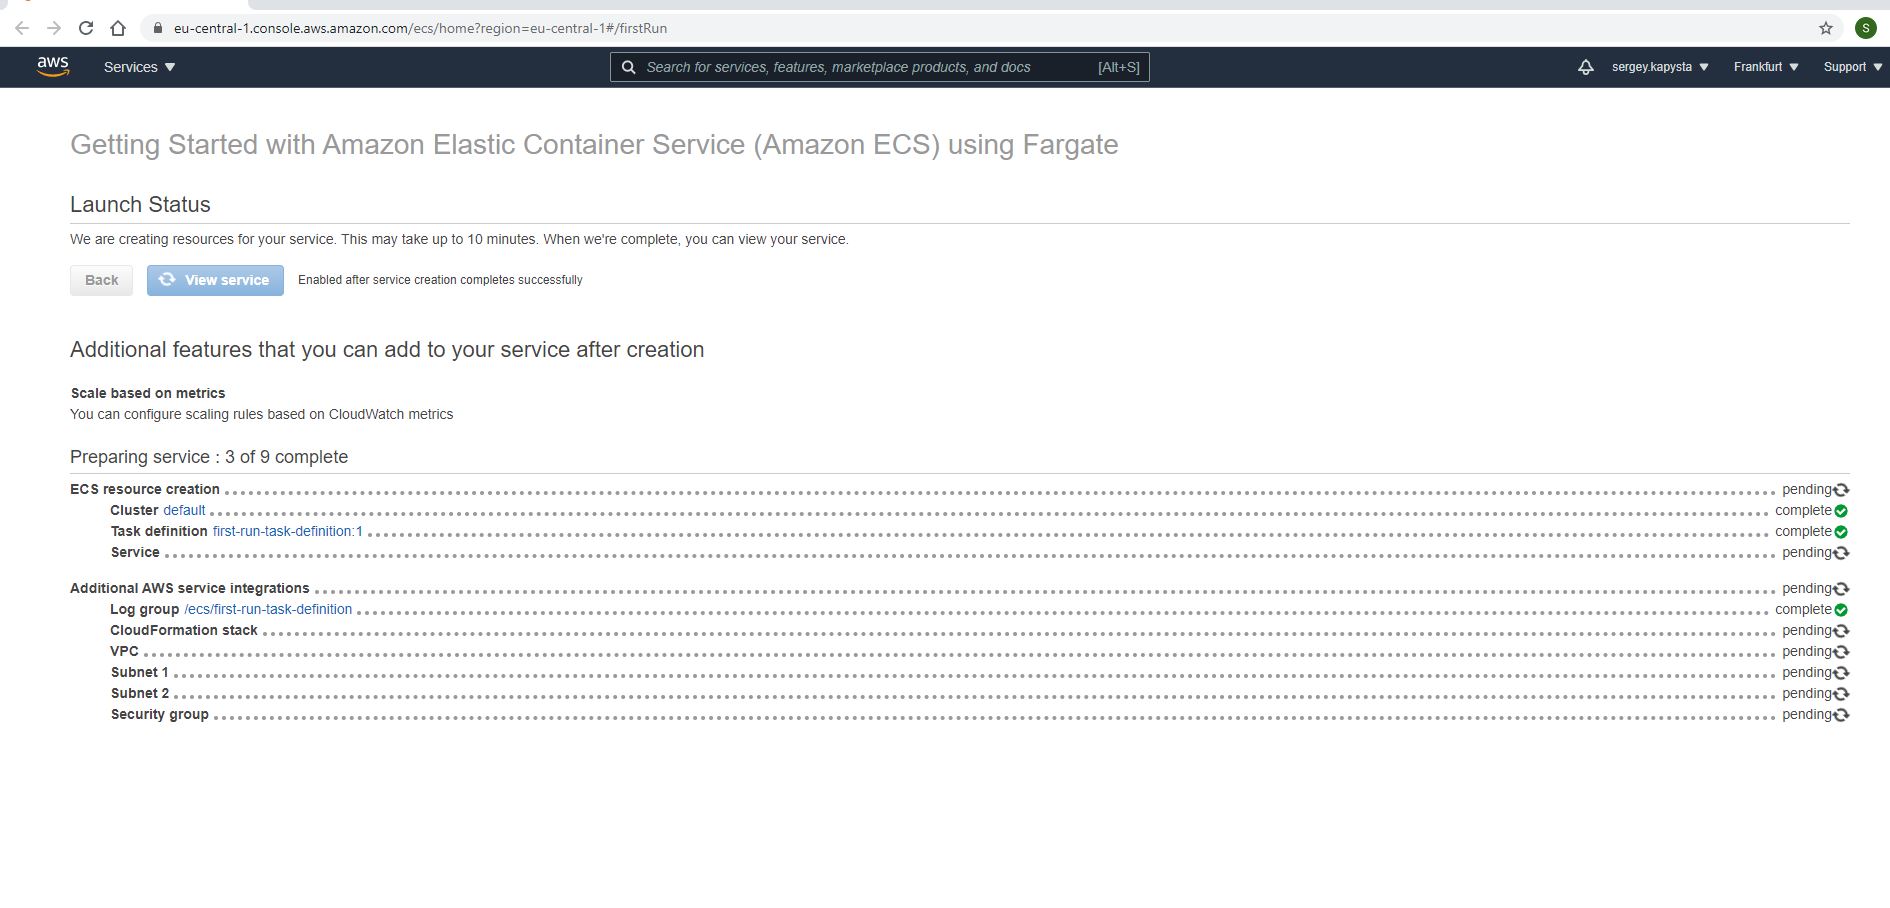 eu-central-1.console.aws.amazon.com/ecs/home?region=eu-central-1#/firstRun
S
aws Services Search for services, features, marketplace products, and docs [Alt+S] sergey.kapysta Frankfurt Support
Getting Started with Amazon Elastic Container Service (Amazon ECS) using Fargate
Launch Status
We are creating resources for your service. This may take up to 10 minutes. When we're complete, you can view your service.
Back View service Enabled after service creation completes successfully
Additional features that you can add to your service after creation
Scale based on metrics
You can configure scaling rules based on CloudWatch metrics
Preparing service : 3 of 9 complete
ECS resource creation pending
Cluster default complete
Task definition first-run-task-definition:1 complete
Service pending
Additional AWS service integrations pending
Log group /ecs/first-run-task-definition complete
CloudFormation stack pending
VPC pending
Subnet 1 pending
Subnet 2 pending
Security group pending